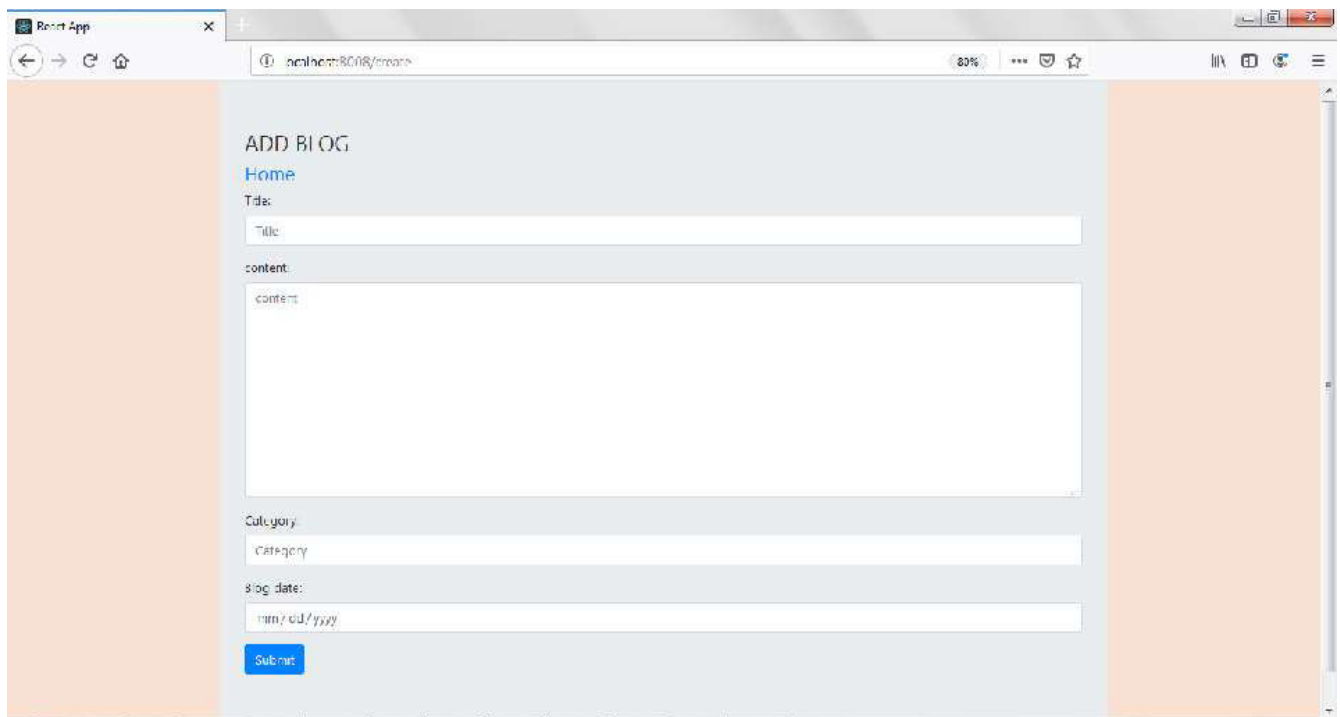 React App
localhost:8008/create
80%
ADD BLOG
Home
Title:
Title
content:
content
Category:
Category
Blog date:
mm / dd / yyyy
Submit